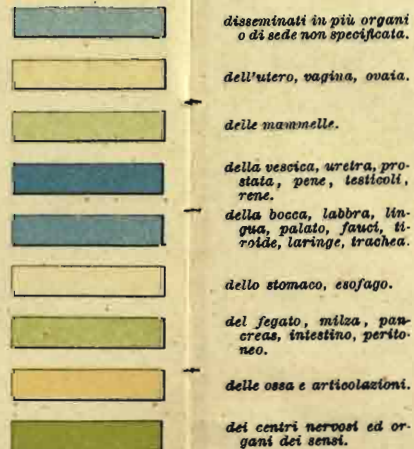 disseminati in più organi
o di sede non specificata.
dell'utero, vagina, ovaia.
delle mammelle.
della vescica, uretra, pro-
stata, pene, testicoli,
rene.
della bocca, labbra, lin-
gua, palato, fauci, ti-
roide, laringe, trachea.
dello stomaco, esofago.
del fegato, milza, pan-
creas, intestino, perito-
neo.
delle ossa e articolazioni.
dei centri nervosi ed or-
gani dei sensi.